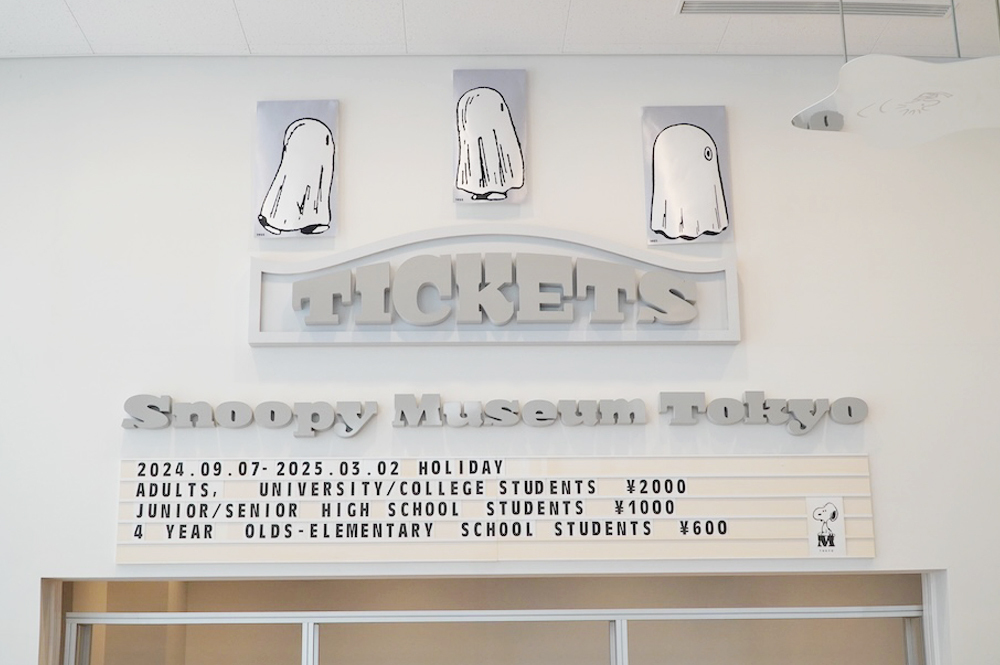 TICKETS
Snoopy Museum Tokyo
2024.09.07-2025.03.02 HOLIDAY
ADULTS, UNIVERSITY/COLLEGE STUDENTS ¥2000
JUNIOR/SENIOR HIGH SCHOOL STUDENTS ¥1000
4 YEAR OLDS-ELEMENTARY SCHOOL STUDENTS ¥600
M
TOKYO